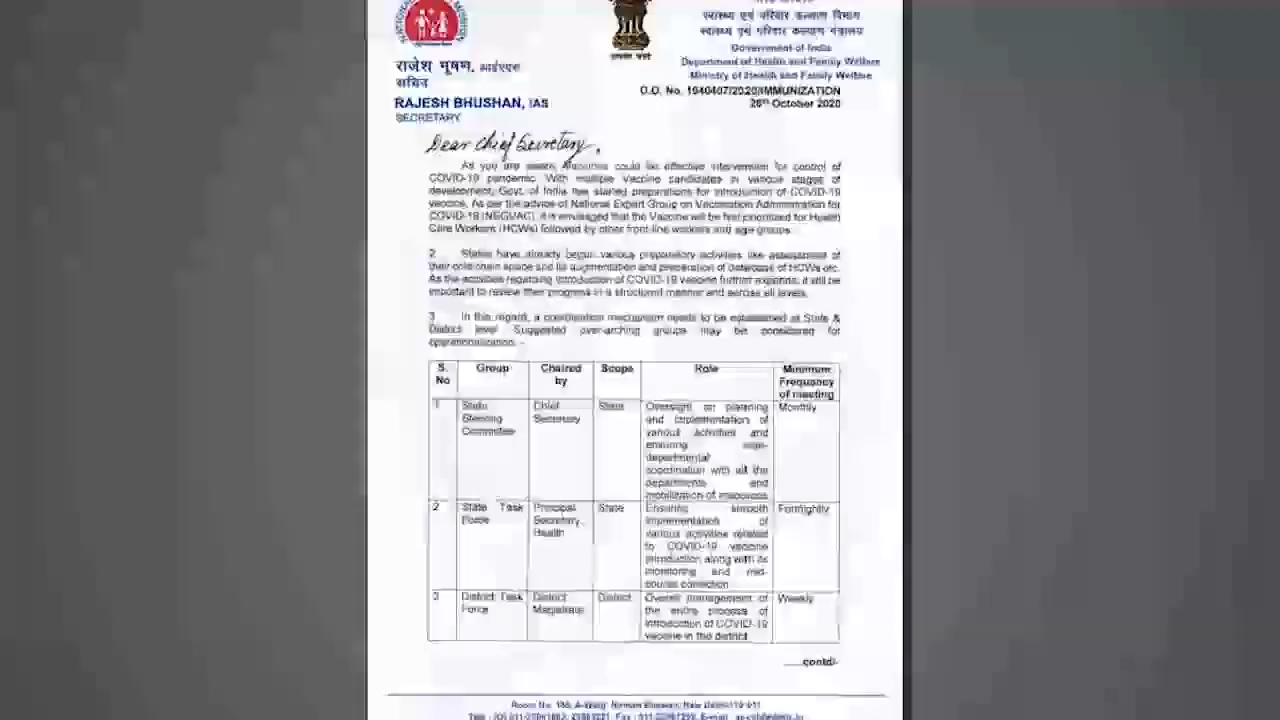 स्वास्थ्य एवं परिवार कल्याण विभाग
स्वास्थ्य एवं परिवार कल्याण मंत्रालय
Government of India
Department of Health and Family Welfare
Ministry of Health and Family Welfare
राजेश भूषण, आईएएस
सचिव
RAJESH BHUSHAN, IAS
SECRETARY
D.O. No. 1940407/2020/IMMUNIZATION
26th October 2020
Dear Chief Secretary,
As you are aware, Vaccines could be effective intervention for control of
COVID-19 pandemic. With multiple Vaccine candidates in various stages of
development, Govt. of India has started preparations for introduction of COVID-19
vaccine. As per the advice of National Expert Group on Vaccination Administration for
COVID-19 (NEGVAC), it is envisaged that the Vaccine will be first prioritized for Health
Care Workers (HCWs) followed by other front-line workers and age groups.
2 States have already begun various preparatory activities like assessment of
their cold chain space and its augmentation and preparation of database of HCWs etc.
As the activities regarding introduction of COVID-19 vaccine further expands, it will be
important to review their progress in a structured manner and across all levels.
3 In this regard, a coordination mechanism needs to be established at State &
District level. Suggested over-arching groups may be considered for
operationalization. -
S. No Group Chaired by Scope Role Minimum Frequency of meeting
1 State Steering Committee Chief Secretary State Oversight on planning and implementation of various activities and ensuring inter-departmental coordination with all the departments and mobilization of resources Monthly
2 State Task Force Principal Secretary, Health State Ensuring smooth implementation of various activities related to COVID-19 vaccine introduction along with its monitoring and mid-course correction Fortnightly
3 District Task Force District Magistrate District Overall management of the entire process of introduction of COVID-19 vaccine in the district Weekly
contd/-
Room No. 156, A-Wing, Nirman Bhawan, New Delhi-110 011